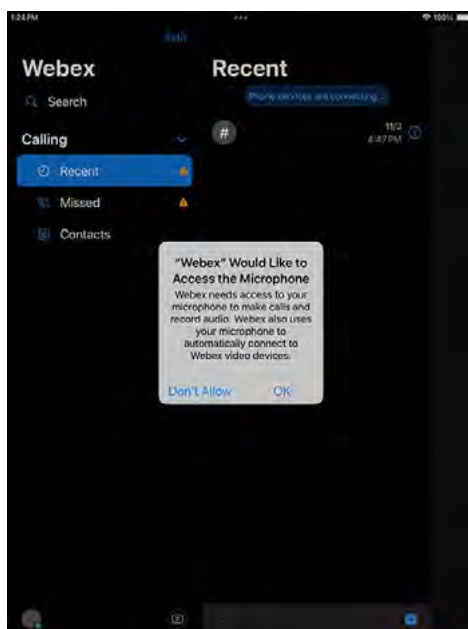 1:24 PM
100%
Edit
Webex
Recent
Search
Phone services are connecting...
Calling
#
11/3
4:47 PM
Recent
Missed
Contacts
"Webex" Would Like to
Access the Microphone
Webex needs access to your
microphone to make calls and
record audio. Webex also uses
your microphone to
automatically connect to
Webex video devices.
Don't Allow
OK